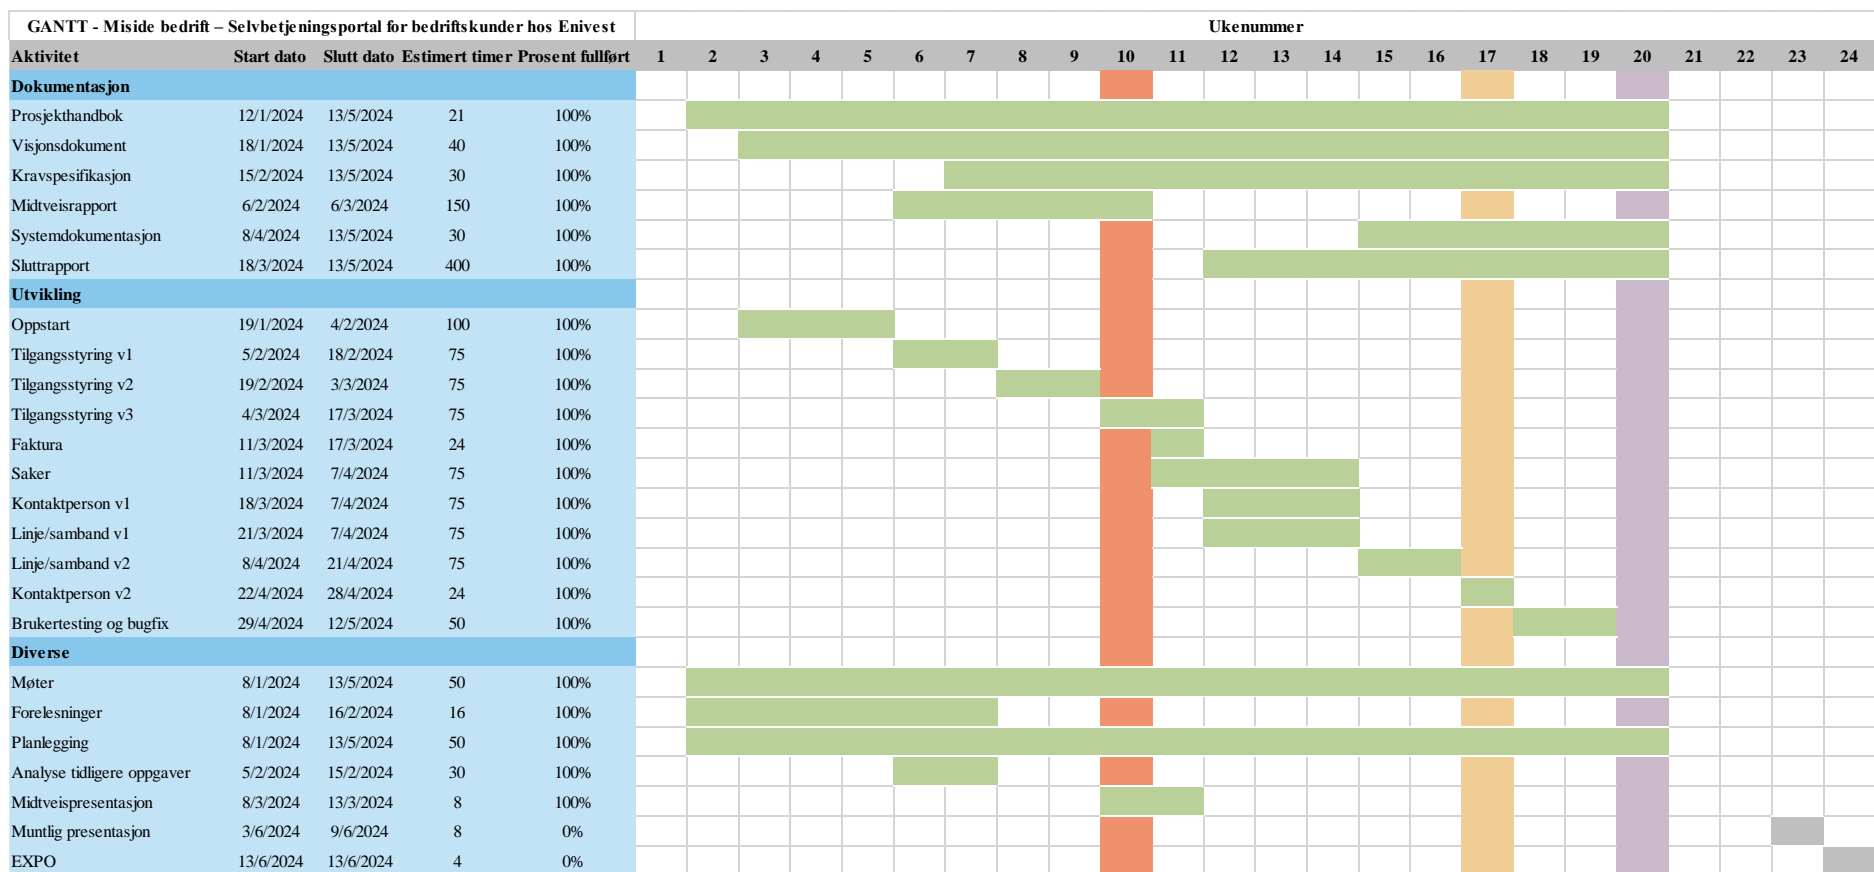 GANTT - Miside bedrift – Selvbetjeningsportal for bedriftskunder hos Enivest Ukenummer
Aktivitet Start dato Slutt dato Estimert timer Prosent fullført 1 2 3 4 5 6 7 8 9 10 11 12 13 14 15 16 17 18 19 20 21 22 23 24
Dokumentasjon
Prosjekthandbok 12/1/2024 13/5/2024 21 100%
Visjonsdokument 18/1/2024 13/5/2024 40 100%
Kravspesifikasjon 15/2/2024 13/5/2024 30 100%
Midtveisrapport 6/2/2024 6/3/2024 150 100%
Systemdokumentasjon 8/4/2024 13/5/2024 30 100%
Sluttrapport 18/3/2024 13/5/2024 400 100%
Utvikling
Oppstart 19/1/2024 4/2/2024 100 100%
Tilgangsstyring v1 5/2/2024 18/2/2024 75 100%
Tilgangsstyring v2 19/2/2024 3/3/2024 75 100%
Tilgangsstyring v3 4/3/2024 17/3/2024 75 100%
Faktura 11/3/2024 17/3/2024 24 100%
Saker 11/3/2024 7/4/2024 75 100%
Kontaktperson v1 18/3/2024 7/4/2024 75 100%
Linje/samband v1 21/3/2024 7/4/2024 75 100%
Linje/samband v2 8/4/2024 21/4/2024 75 100%
Kontaktperson v2 22/4/2024 28/4/2024 24 100%
Brukertesting og bugfix 29/4/2024 12/5/2024 50 100%
Diverse
Møter 8/1/2024 13/5/2024 50 100%
Forelesninger 8/1/2024 16/2/2024 16 100%
Planlegging 8/1/2024 13/5/2024 50 100%
Analyse tidligere oppgaver 5/2/2024 15/2/2024 30 100%
Midtveispresentasjon 8/3/2024 13/3/2024 8 100%
Muntlig presentasjon 3/6/2024 9/6/2024 8 0%
EXPO 13/6/2024 13/6/2024 4 0%